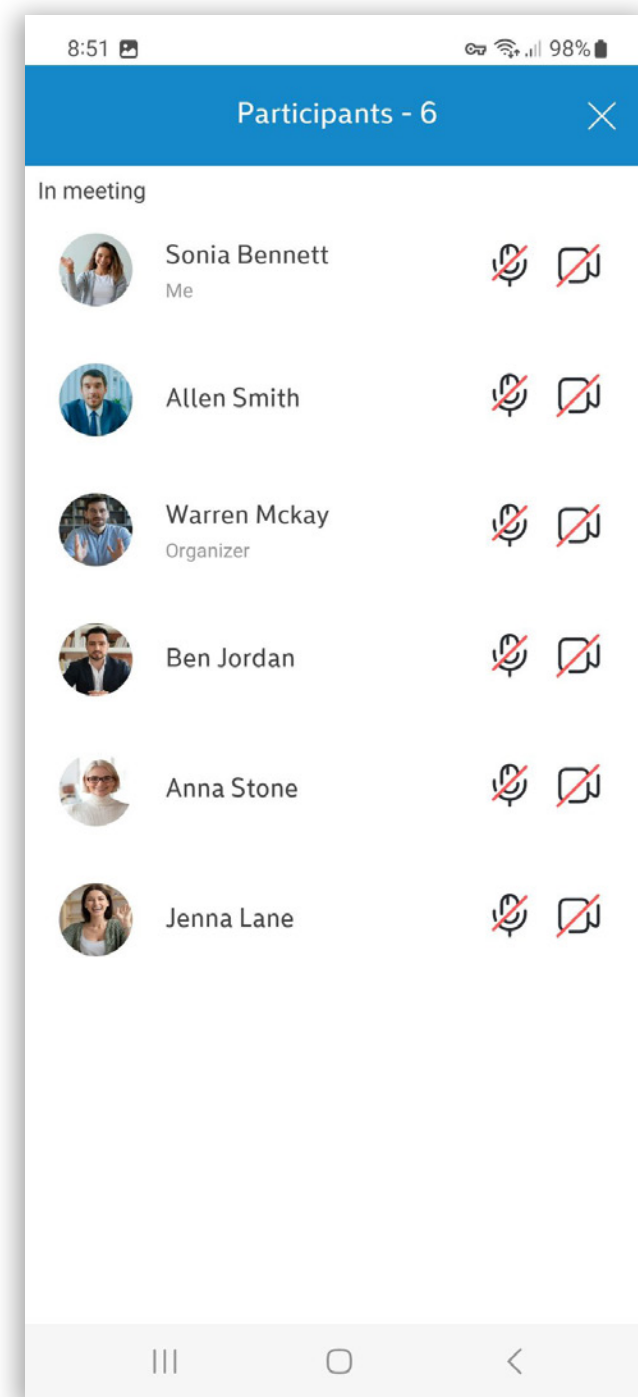 8:51 98%
Participants - 6
In meeting
Sonia Bennett
Me
Allen Smith
Warren Mckay
Organizer
Ben Jordan
Anna Stone
Jenna Lane